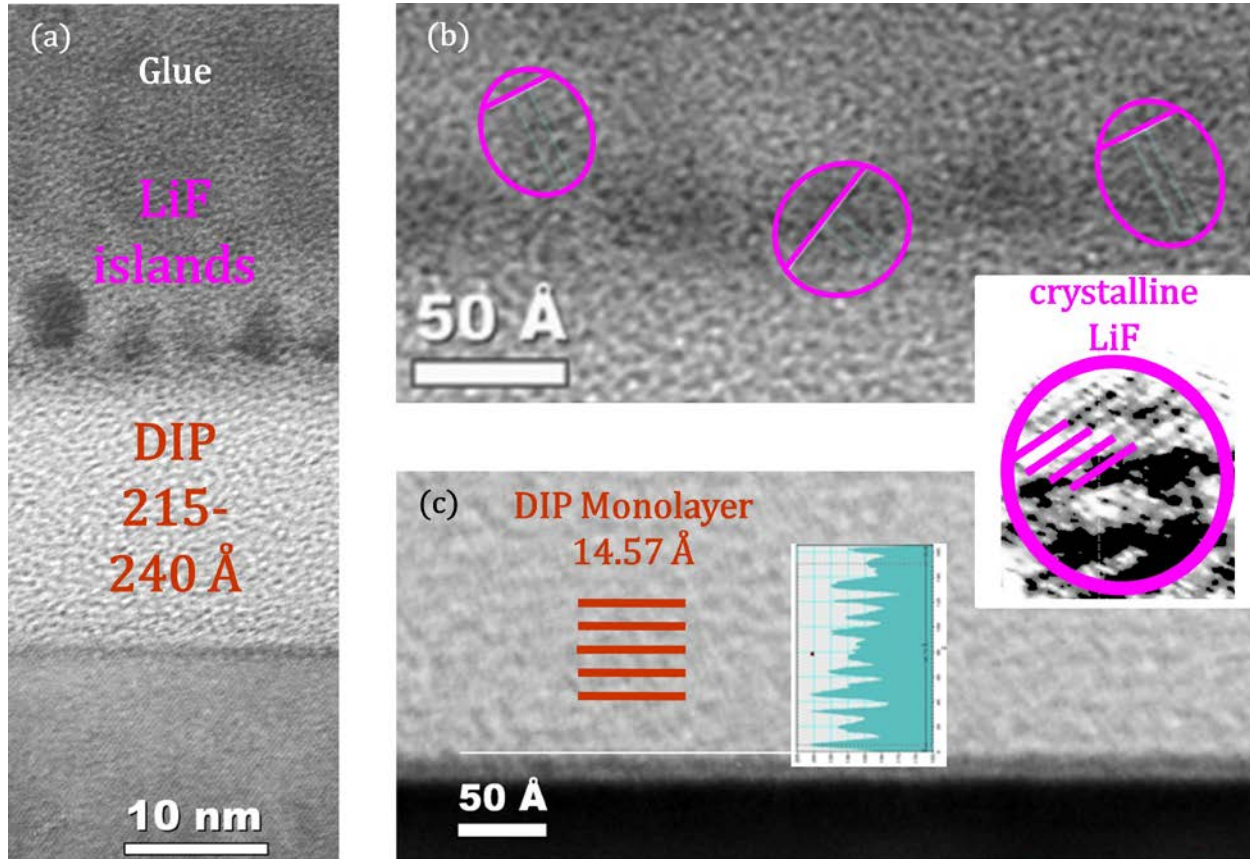 (a)
Glue
LiF
islands
DIP
215-
240 Å
10 nm
(b)
50 Å
crystalline
LiF
(c)
DIP Monolayer
14.57 Å
50 Å